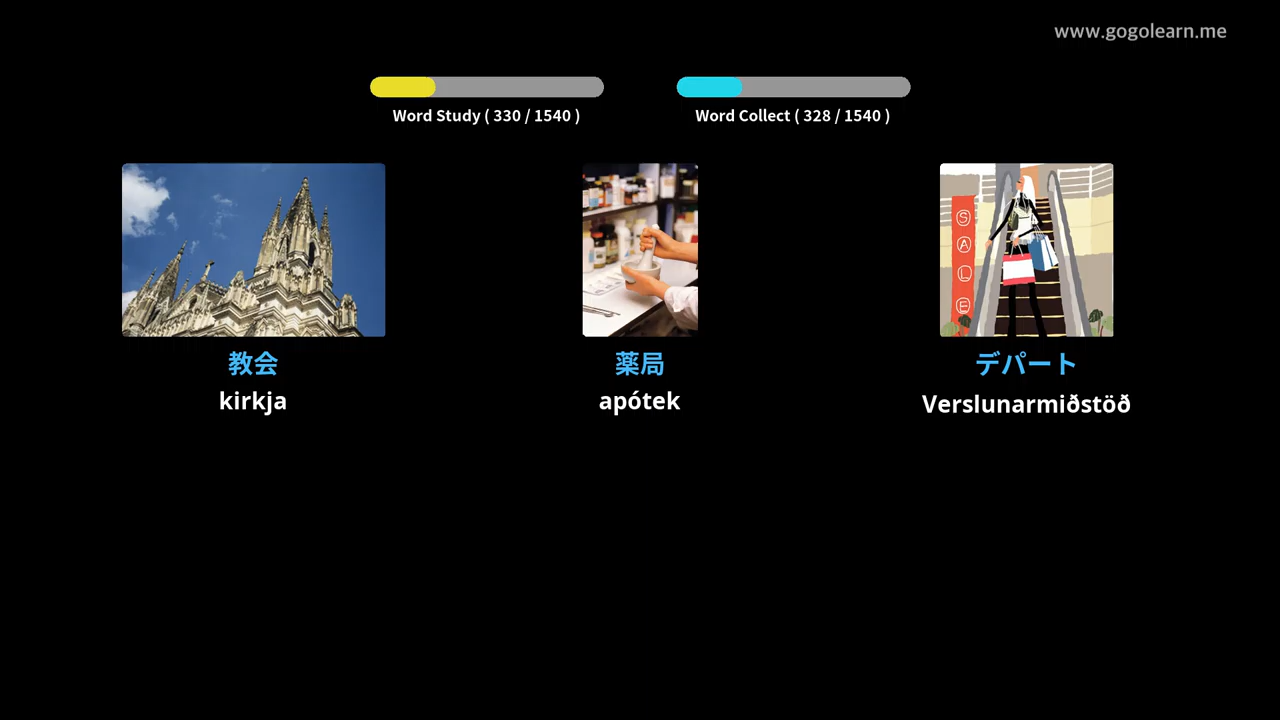 www.gogolearn.me
Word Study ( 330 / 1540 )
Word Collect ( 328 / 1540 )
SALE
教会
薬局
デパート
kirkja
apótek
Verslunarmiðstöð